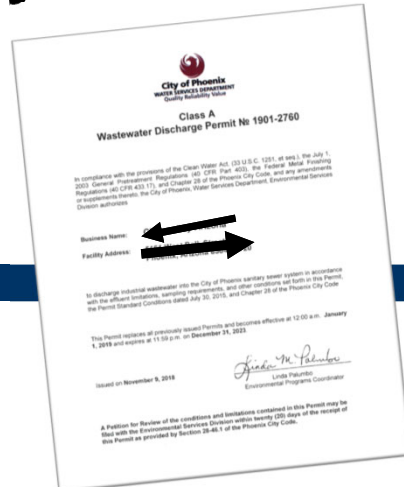 City of Phoenix
WATER SERVICES DEPARTMENT
Quality Reliability Value
Class A
Wastewater Discharge Permit № 1901-2760
In compliance with the provisions of the Clean Water Act, (33 U.S.C. 1251, et seq.), the July 1,
2003 General Pretreatment Regulations (40 CFR Part 403), the Federal Metal Finishing
Regulations (40 CFR 433.17), and Chapter 28 of the Phoenix City Code, and any amendments
or supplements thereto, the City of Phoenix, Water Services Department, Environmental Services
Division authorizes
Business Name:
Facility Address:
Phoenix, Arizona
to discharge industrial wastewater into the City of Phoenix sanitary sewer system in accordance
with the effluent limitations, sampling requirements, and other conditions set forth in this Permit,
the Permit Standard Conditions dated July 30, 2015, and Chapter 28 of the Phoenix City Code
This Permit replaces all previously issued Permits and becomes effective at 12:00 a.m. January
1, 2019 and expires at 11:59 p.m. on December 31, 2023.
Issued on November 9, 2018
Linda M. Palumbo
Linda Palumbo
Environmental Programs Coordinator
A Petition for Review of the conditions and limitations contained in this Permit may be
filed with the Environmental Services Division within twenty (20) days of the receipt of
this Permit as provided by Section 28-46.1 of the Phoenix City Code.